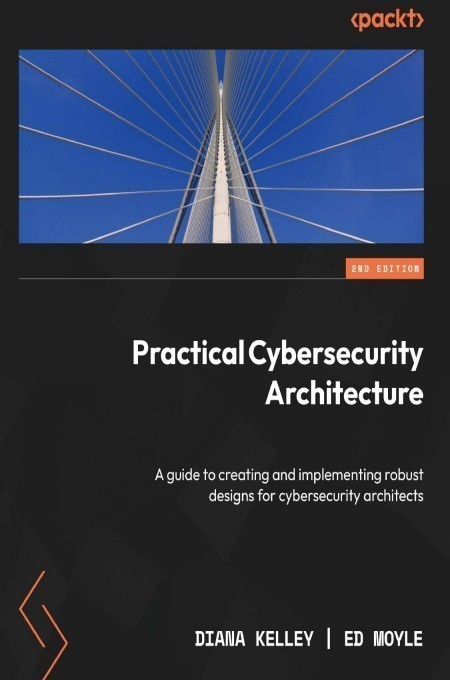 <packt>
2ND EDITION
Practical Cybersecurity
Architecture
A guide to creating and implementing robust
designs for cybersecurity architects
DIANA KELLEY | ED MOYLE